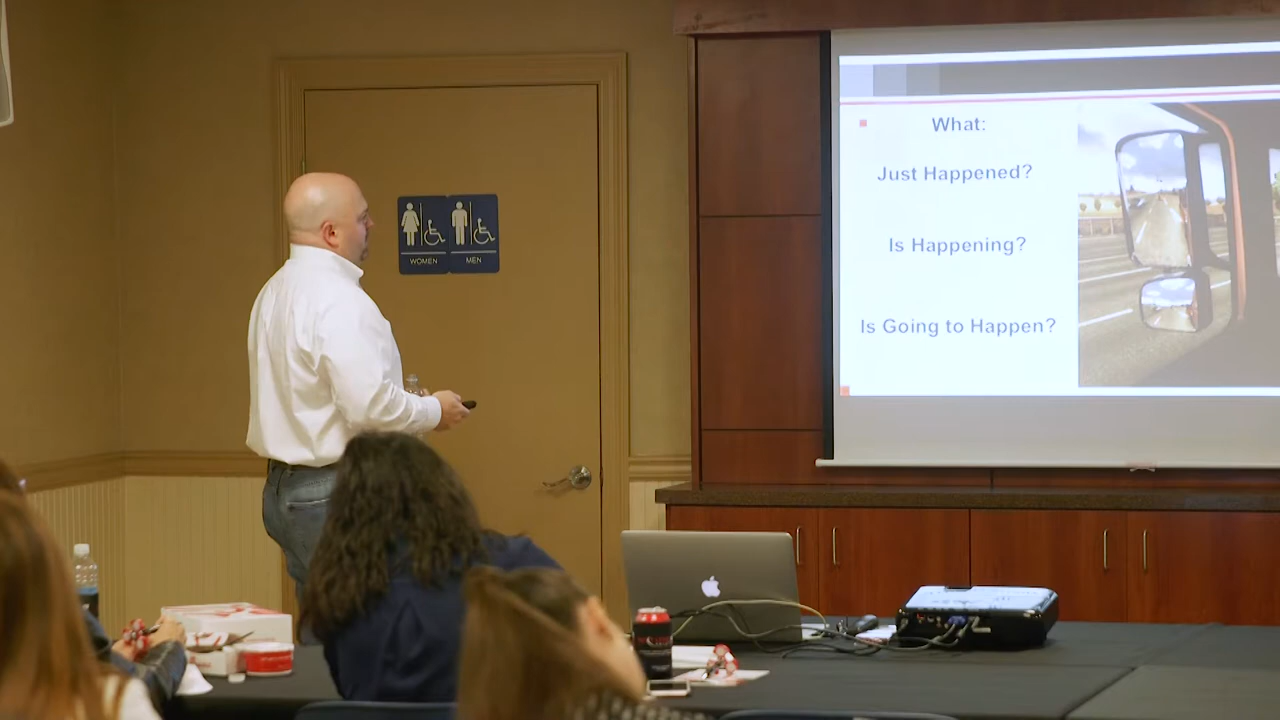 What:
Just Happened?
Is Happening?
Is Going to Happen?
WOMEN
MEN